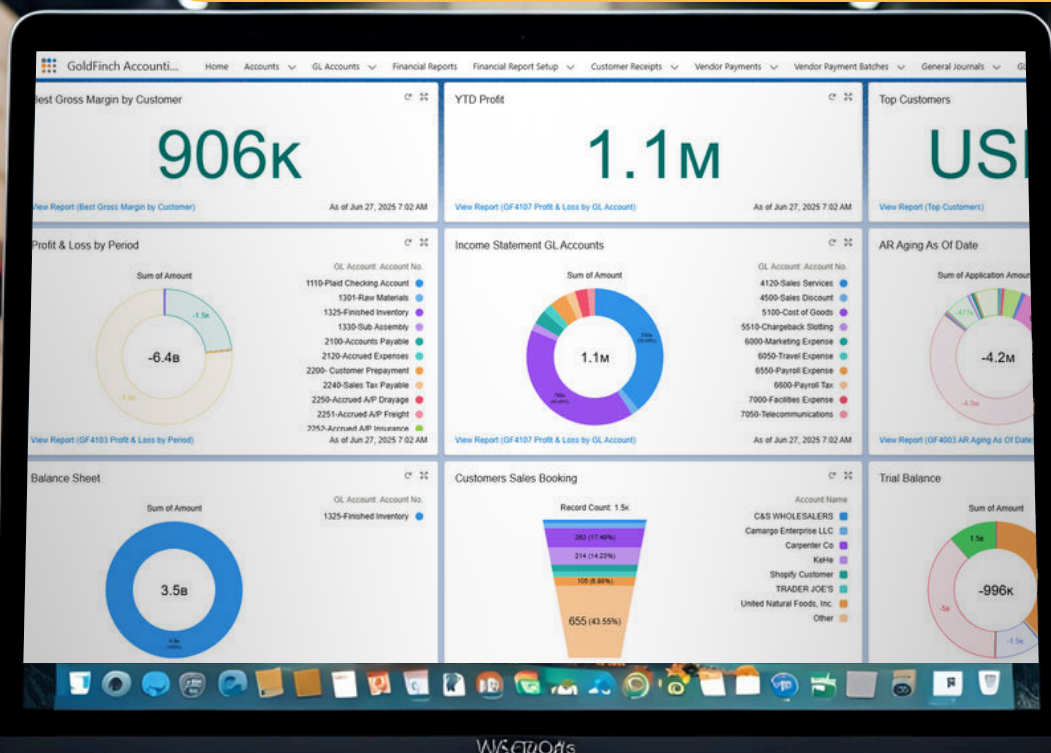 GoldFinch Accounti...
Home
Accounts
GL Accounts
Financial Reports
Financial Report Setup
Customer Receipts
Vendor Payments
Vendor Payment Batches
General Journals
Best Gross Margin by Customer
906K
View Report (Best Gross Margin by Customer)
As of Jun 27, 2025 7:02 AM
YTD Profit
1.1M
View Report (GF4107 Profit & Loss by GL Account)
As of Jun 27, 2025 7:02 AM
Top Customers
View Report (Top Customers)
Profit & Loss by Period
Sum of Amount
-1.5B
-6.4B
GL Account: Account No.
1110-Plaid Checking Account
1301-Raw Materials
1325-Finished Inventory
1330-Sub Assembly
2100-Accounts Payable
2120-Accrued Expenses
2200- Customer Prepayment
2240-Sales Tax Payable
2250-Accrued A/P Drayage
2251-Accrued A/P Freight
2252-Accrued A/P Insurance
View Report (GF4103 Profit & Loss by Period)
As of Jun 27, 2025 7:02 AM
Income Statement GL Accounts
Sum of Amount
1.1M
GL Account: Account No.
4120-Sales Services
4500-Sales Discount
5100-Cost of Goods
5510-Chargeback Slotting
6000-Marketing Expense
6050-Travel Expense
6550-Payroll Expense
6600-Payroll Tax
7000-Facilities Expense
7050-Telecommunications
View Report (GF4107 Profit & Loss by GL Account)
As of Jun 27, 2025 7:02 AM
AR Aging As Of Date
Sum of Application Amoun
-4.2M
View Report (GF4003 AR Aging As Of Date)
Balance Sheet
Sum of Amount
3.5B
GL Account: Account No.
1325-Finished Inventory
Customers Sales Booking
Record Count: 1.5K
263 (17.49%)
214 (14.23%)
655 (43.55%)
Account Name
C&S WHOLESALERS
Camargo Enterprise LLC
Carpenter Co
KeHe
Shopify Customer
TRADER JOE'S
United Natural Foods, Inc.
Other
Trial Balance
Sum of Amount
1.5B
-996K
-5B
-1.5B